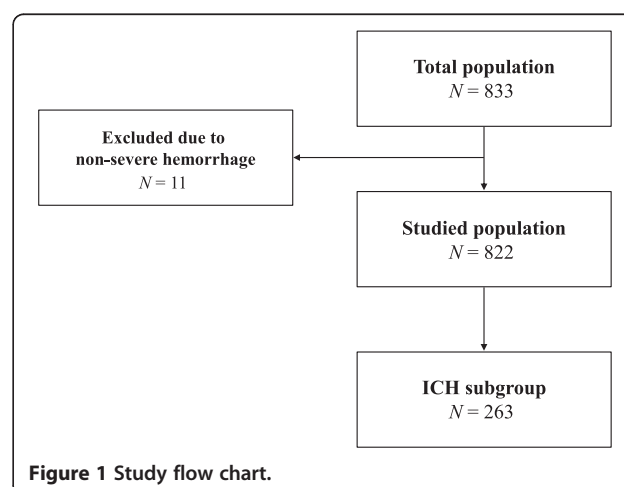 Total population
N = 833
Excluded due to
non-severe hemorrhage
N = 11
Studied population
N = 822
ICH subgroup
N = 263
Figure 1 Study flow chart.